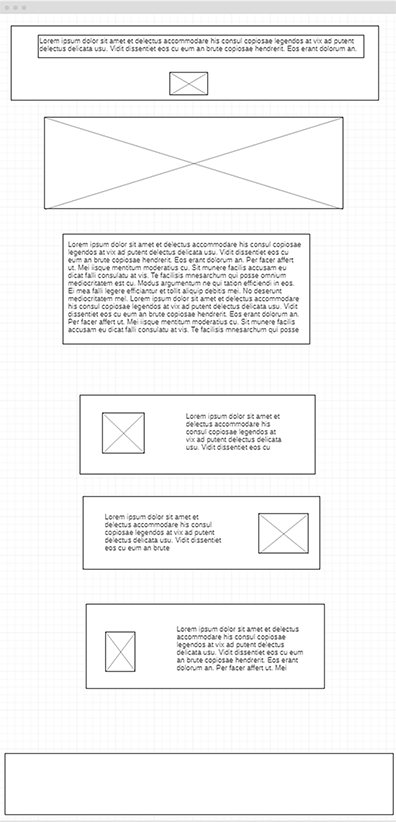 Lorem ipsum dolor sit amet et delectus accommodare his consul copiosae legendos at vix ad putent
delectus usu. Vidit dissentiet eos cu eum an brute copiosae hendrerit. Eos erant dolorum an.
Lorem ipsum dolor sit amet et delectus accommodare his consul copiosae
legendos at vix ad putent delectus usu. Vidit dissentiet eos cu
eum an brute copiosae hendrerit. Eos erant dolorum an. Per facer affert
ut. Mei iisque mentitum moderatius cu. Sit munere facilis accusam eu
dicat falli consulatu at vis. Te facilisis mnesarchum qui posse omnium
mediocritatem est cu. Modus argumentum ne qui tation efficiendi in eos.
Ei mea falli legere efficiantur et tollit aliquip debitis mei. No deserunt
mediocritatem mel. Lorem ipsum dolor sit amet et delectus accommodare
his consul copiosae legendos at vix ad putent delectus usu. Vidit
dissentiet eos cu eum an brute copiosae hendrerit. Eos erant dolorum an.
Per facer affert ut. Mei iisque mentitum moderatius cu. Sit munere facilis
accusam eu dicat falli consulatu at vis. Te facilisis mnesarchum qui posse
Lorem ipsum dolor sit amet et
delectus accommodare his
consul copiosae legendos at
vix ad putent delectus delicata
usu. Vidit dissentiet eos cu
Lorem ipsum dolor sit amet et
delectus accommodare his consul
copiosae legendos at vix ad putent
delectus delicata usu. Vidit dissentiet
eos cu eum an brute
Lorem ipsum dolor sit amet et delectus
accommodare his consul copiosae
legendos at vix ad putent delectus
delicata usu. Vidit dissentiet eos cu eum
an brute copiosae hendrerit. Eos erant
dolorum an. Per facer affert ut. Mei